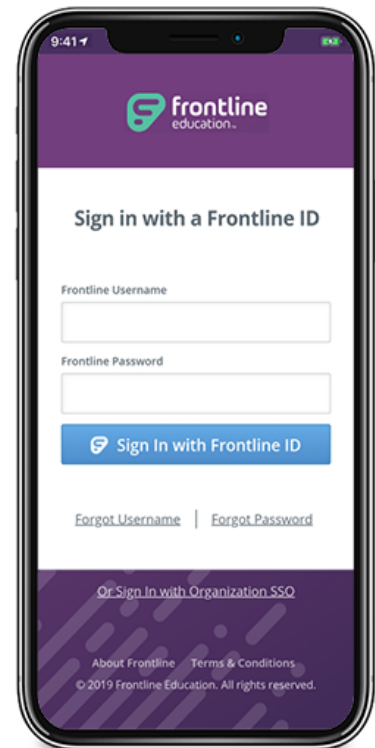 9:41
frontline
education™
Sign in with a Frontline ID
Frontline Username
Frontline Password
Sign In with Frontline ID
Forgot Username | Forgot Password
Or Sign In with Organization SSO
About Frontline Terms & Conditions
© 2019 Frontline Education. All rights reserved.